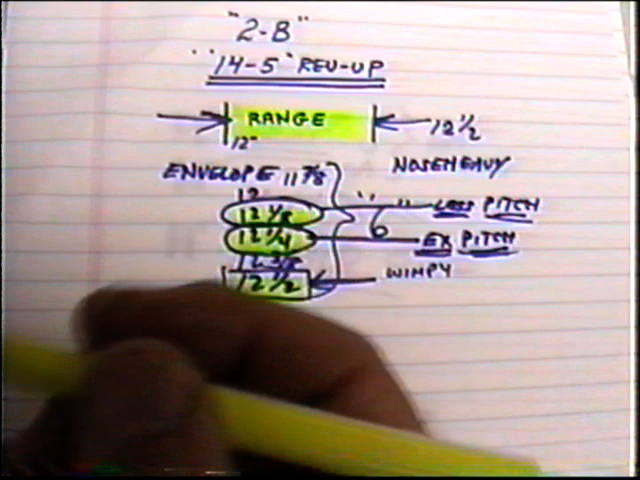 "2-B"
"14-5" REV-UP
RANGE
12" 12 1/2
ENVELOPE 11 7/8 NOSEHEAVY
12
12 1/8 " " LESS PITCH
12 1/4 6 EX PITCH
12 3/8
12 1/2 WIMPY